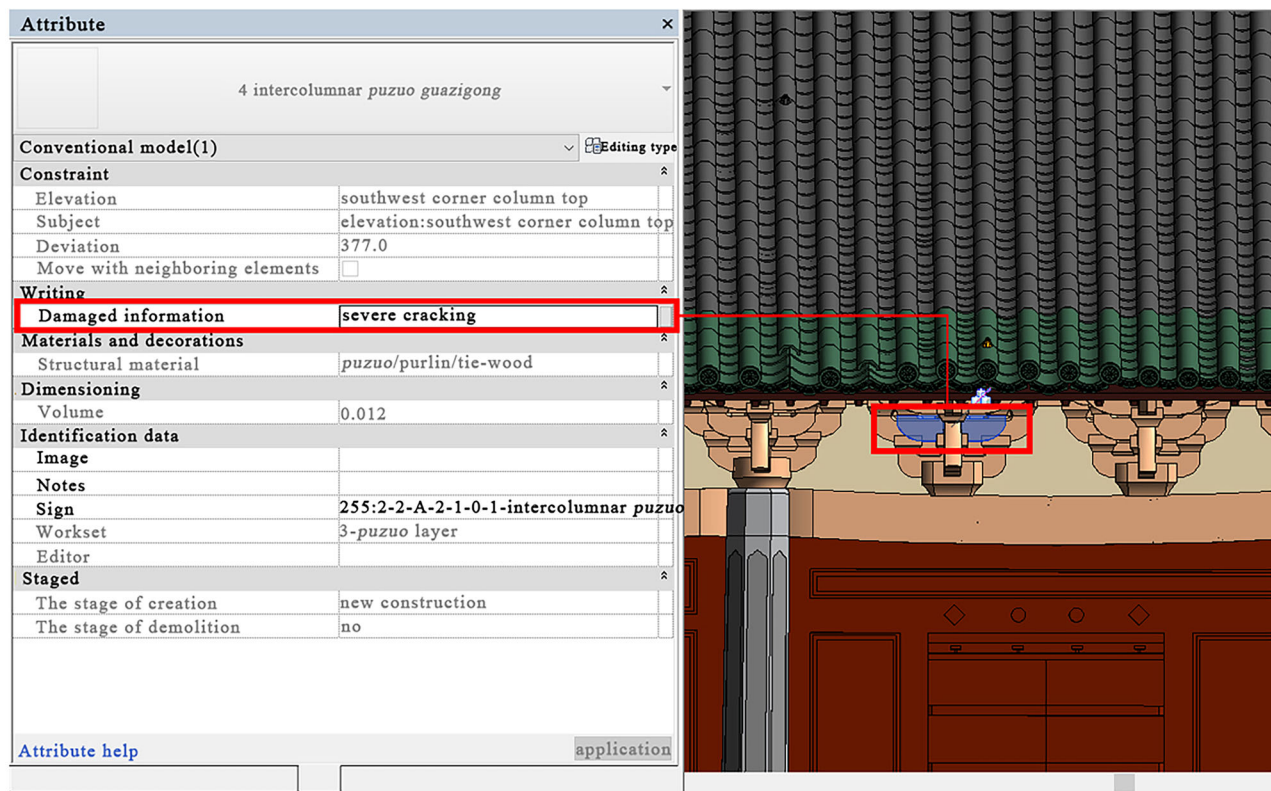 Attribute
4 intercolumnar puzuo guazigong
Conventional model(1) Editing type
Constraint
Elevation southwest corner column top
Subject elevation:southwest corner column top
Deviation 377.0
Move with neighboring elements
Writing
Damaged information severe cracking
Materials and decorations
Structural material puzuo/purlin/tie-wood
Dimensioning
Volume 0.012
Identification data
Image
Notes
Sign 255:2-2-A-2-1-0-1-intercolumnar puzuo
Workset 3-puzuo layer
Editor
Staged
The stage of creation new construction
The stage of demolition no
Attribute help application